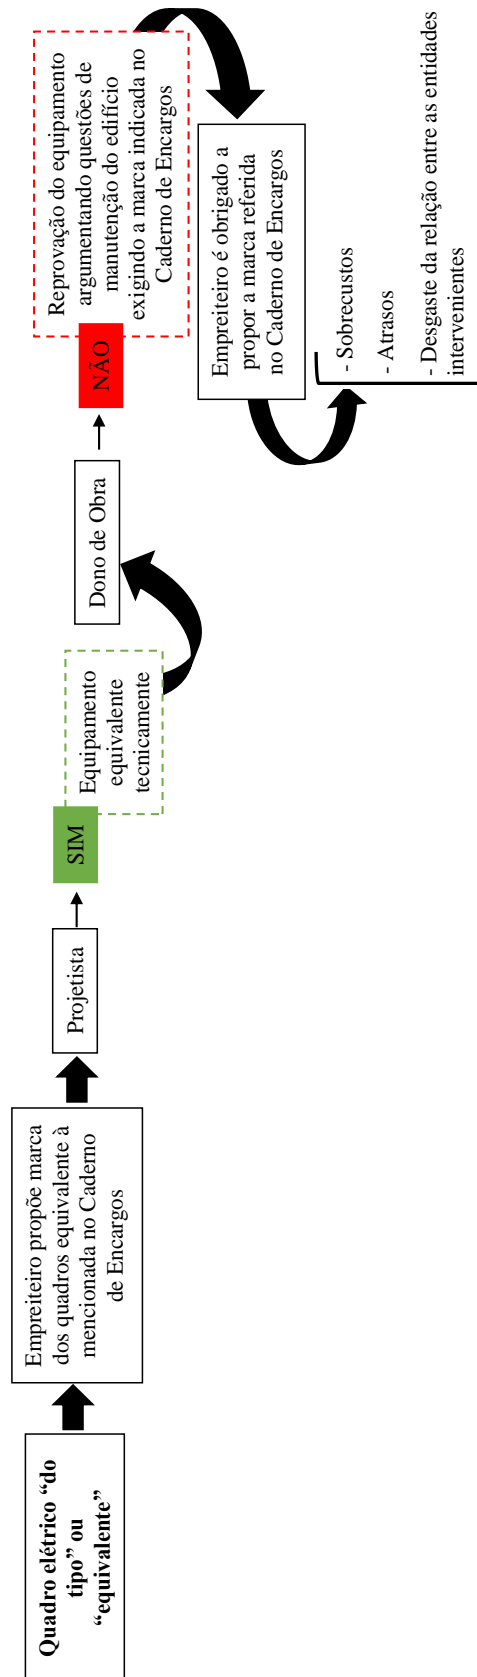 Quadro elétrico “do
tipo” ou
“equivalente”
Empreiteiro propõe marca
dos quadros equivalente à
mencionada no Caderno
de Encargos
Projetista
SIM
Equipamento
equivalente
tecnicamente
Dono de Obra
NÃO
Reprovação do equipamento
argumentando questões de
manutenção do edifício
exigindo a marca indicada no
Caderno de Encargos
Empreiteiro é obrigado a
propor a marca referida
no Caderno de Encargos
- Sobrecustos
- Atrasos
- Desgaste da relação entre as entidades
intervenientes